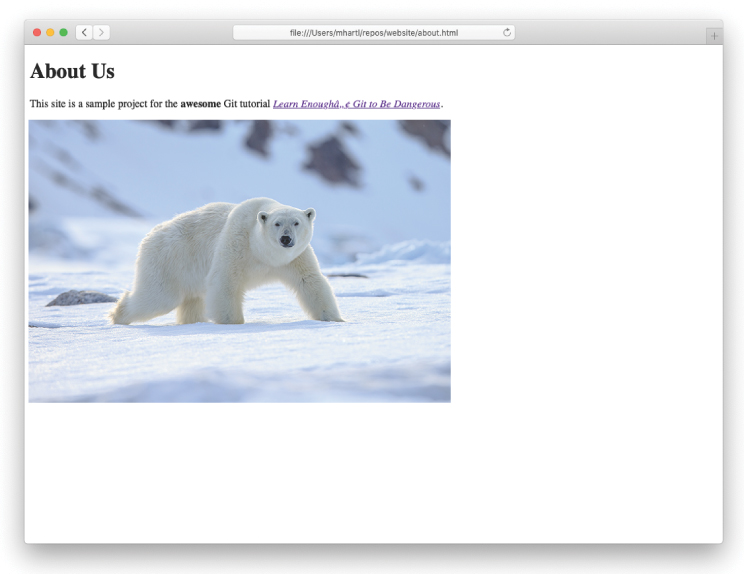 file:///Users/mhartl/repos/website/about.html
About Us
This site is a sample project for the awesome Git tutorial Learn Enoughâ„¢ Git to Be Dangerous.